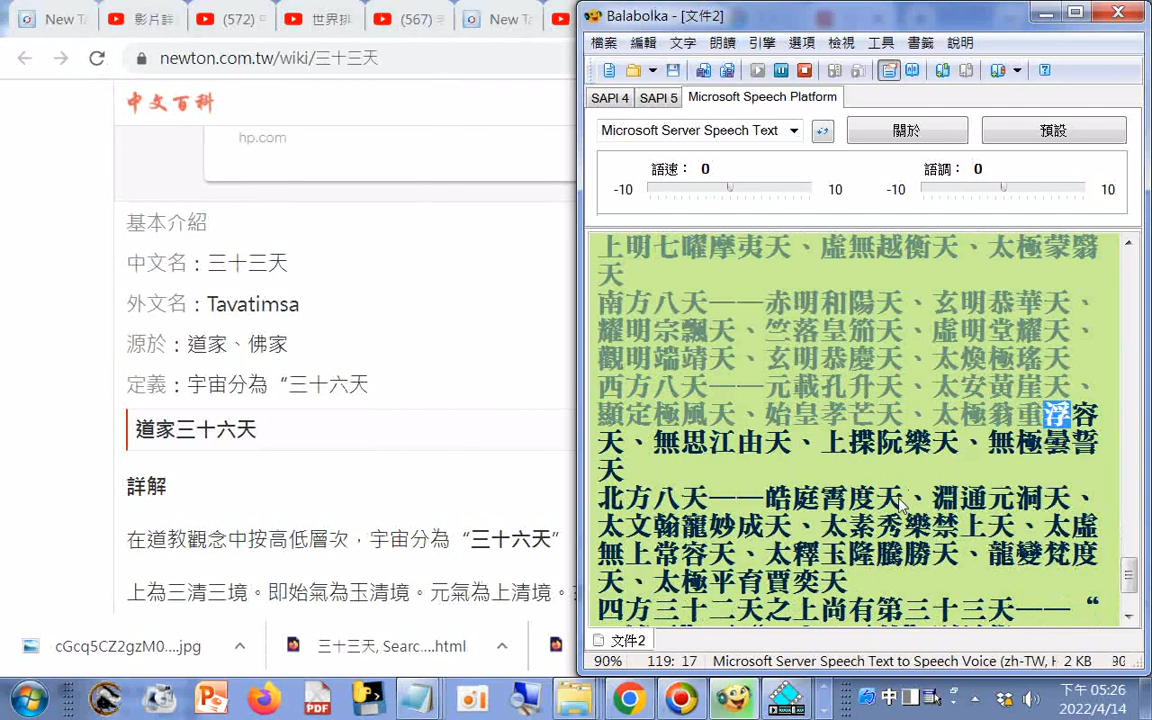 New T
影片詳
(572)
世界排
(567)
New Ta
newton.com.tw/wiki/三十三天
中文百科
hp.com
基本介紹
中文名：三十三天
外文名：Tavatimsa
源於：道家、佛家
定義：宇宙分為“三十六天
道家三十六天
詳解
在道教觀念中按高低層次，宇宙分為“三十六天”
上為三清三境。即始氣為玉清境。元氣為上清境。
cGcq5CZ2gzM0....jpg
三十三天, Searc....html
Balabolka - [文件2]
檔案 編輯 文字 朗讀 引擎 選項 檢視 工具 書籤 說明
SAPI 4 SAPI 5 Microsoft Speech Platform
Microsoft Server Speech Text
關於
預設
語速： 0
語調： 0
-10 10 -10 10
上明七曜摩夷天、虛無越衡天、太極蒙翳
天
南方八天——赤明和陽天、玄明恭華天、
耀明宗飄天、竺落皇笳天、虛明堂耀天、
觀明端靖天、玄明恭慶天、太煥極瑤天
西方八天——元載孔升天、太安黃崖天、
顯定極風天、始皇孝芒天、太極翁重浮容
天、無思江由天、上揲阮樂天、無極曇誓
天
北方八天——皓庭霄度天、淵通元洞天、
太文翰寵妙成天、太素秀樂禁上天、太虛
無上常容天、太釋玉隆騰勝天、龍變梵度
天、太極平育賈奕天
四方三十二天之上尚有第三十三天——“
文件2
90% 119: 17 Microsoft Server Speech Text to Speech Voice (zh-TW, H 2 KB
中
下午 05:26
2022/4/14